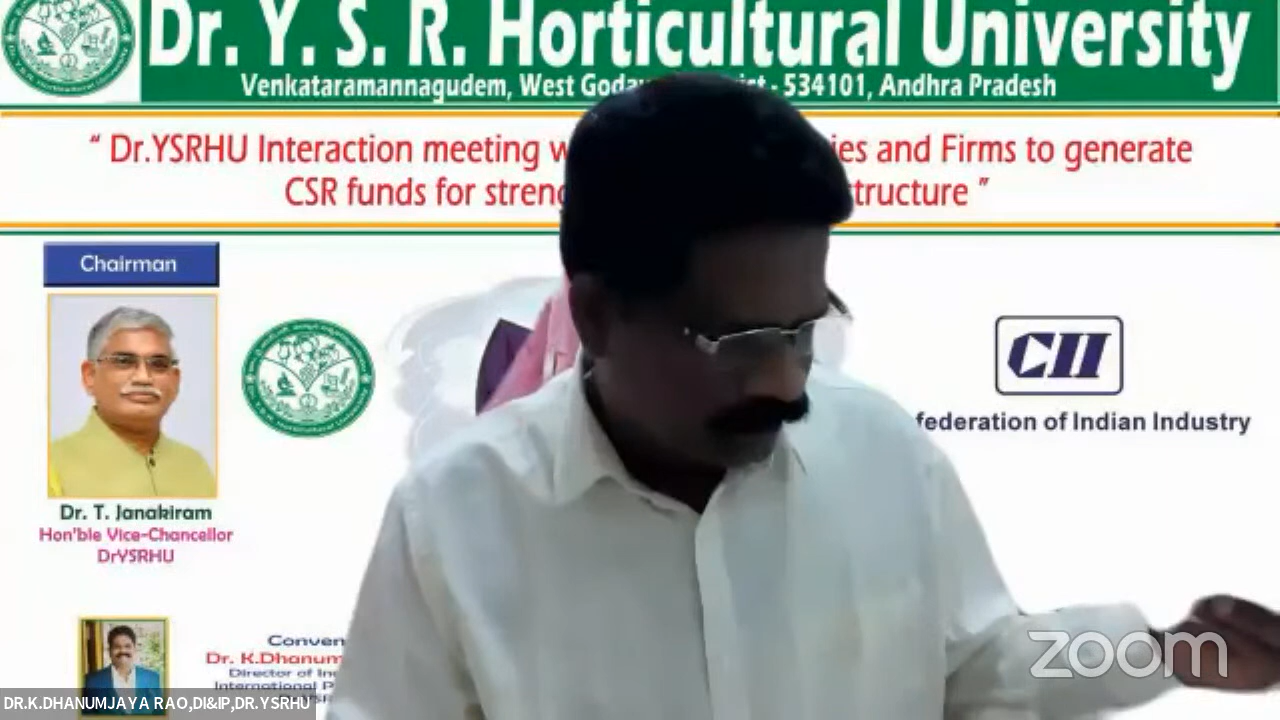 Dr. Y. S. R. Horticultural University
Venkataramannagudem, West Goda ct - 534101, Andhra Pradesh
“ Dr.YSRHU Interaction meeting w ies and Firms to generate
CSR funds for streng tructure ”
Chairman
CII
federation of Indian Industry
Dr. T. Janakiram
Hon'ble Vice-Chancellor
DrYSRHU
Conven
Dr. K.Dhanum
Director of In
International P
zoom
DR.K.DHANUMJAYA RAO,DI&IP,DR.YSRHU